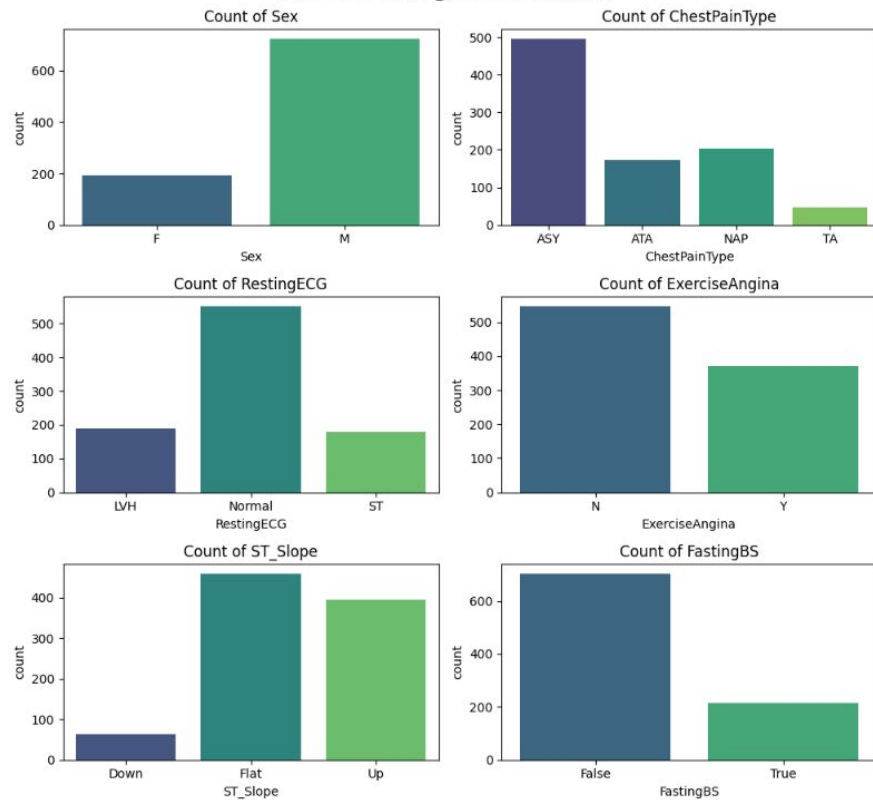 Count of Sex
count
600
400
200
0
F M
Sex
Count of ChestPainType
count
500
400
300
200
100
0
ASY ATA NAP TA
ChestPainType
Count of RestingECG
count
500
400
300
200
100
0
LVH Normal ST
RestingECG
Count of ExerciseAngina
count
500
400
300
200
100
0
N Y
ExerciseAngina
Count of ST_Slope
count
400
300
200
100
0
Down Flat Up
ST_Slope
Count of FastingBS
count
600
400
200
0
False True
FastingBS